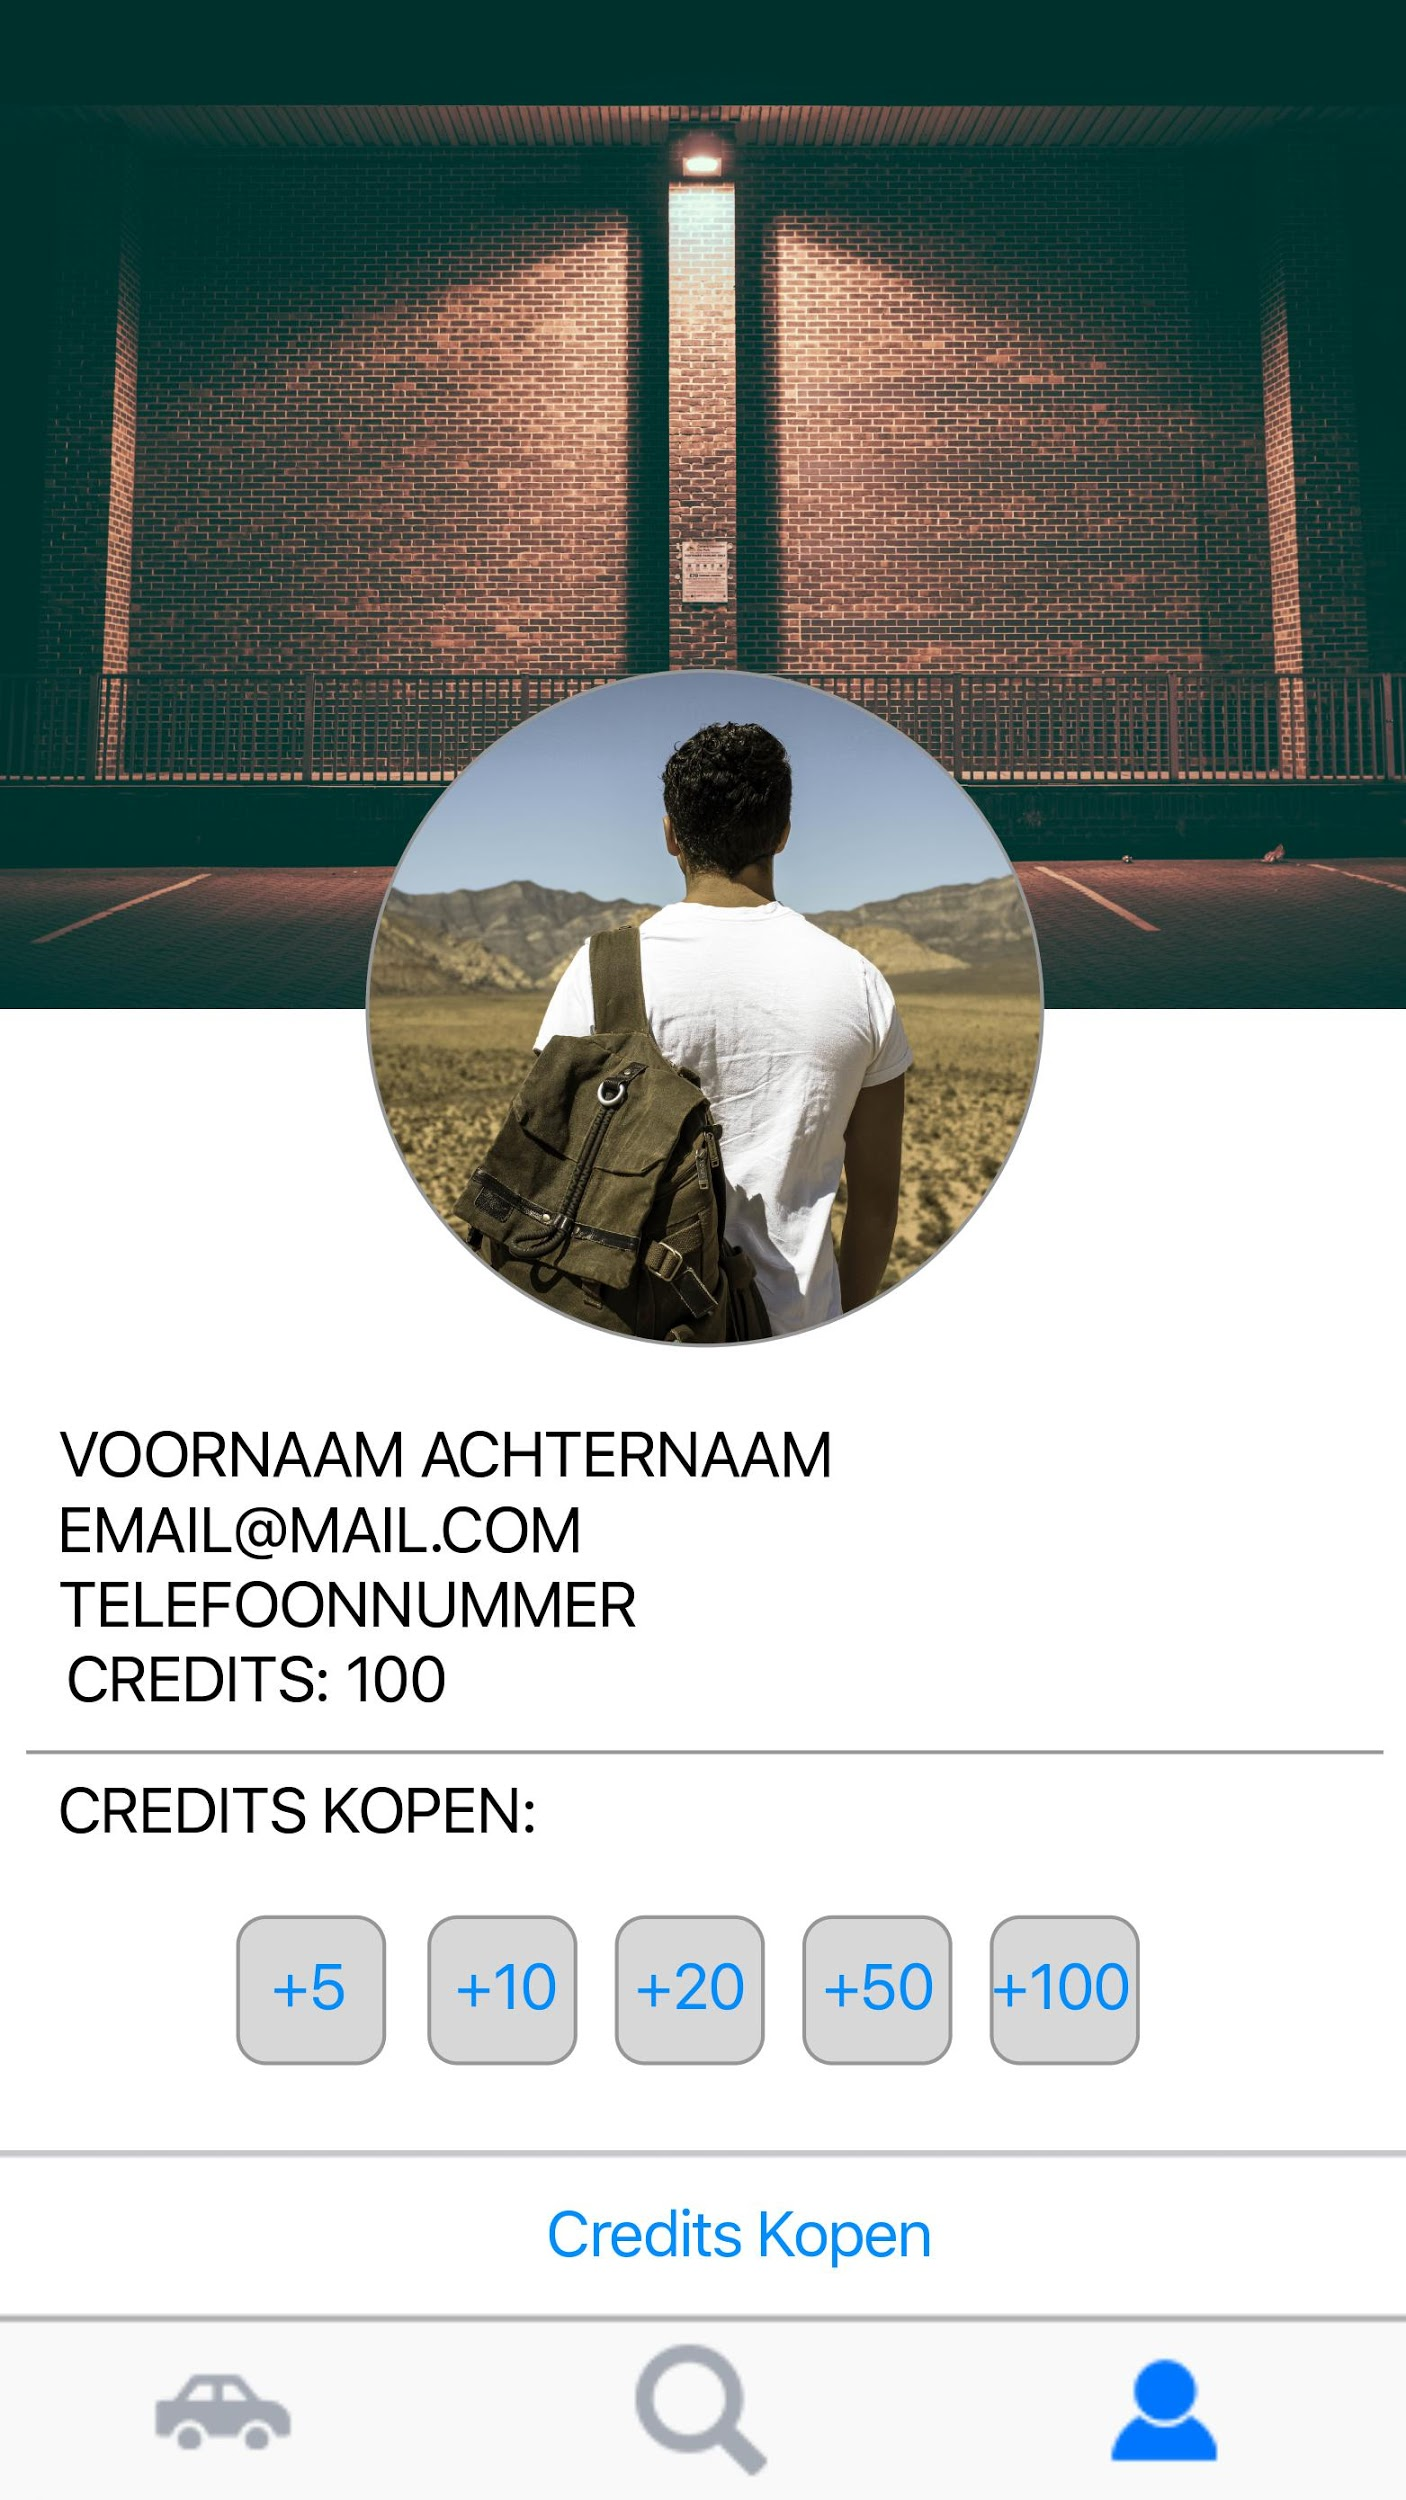 VOORNAAM ACHTERNAAM
EMAIL@MAIL.COM
TELEFOONNUMMER
CREDITS: 100
CREDITS KOPEN:
+5 +10 +20 +50 +100
Credits Kopen